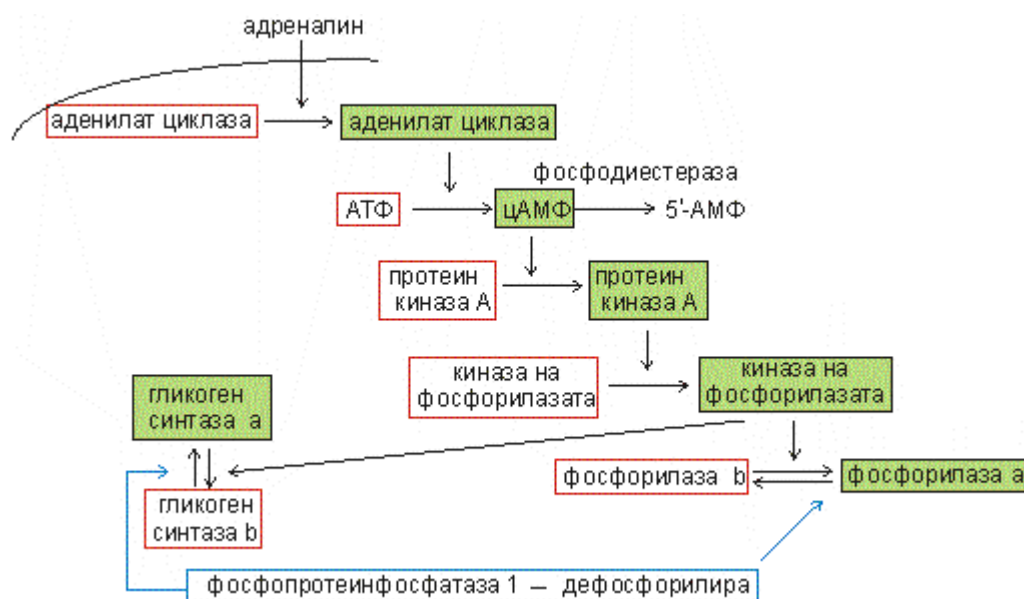 адреналин
аденилат циклаза
аденилат циклаза
фосфодиестераза
АТФ
цАМФ
5'-АМФ
протеин
киназа А
протеин
киназа А
киназа на
фосфорилазата
киназа на
фосфорилазата
гликоген
синтаза a
фосфорилаза b
фосфорилаза a
гликоген
синтаза b
фосфопротеинфосфатаза 1 – дефосфорилира